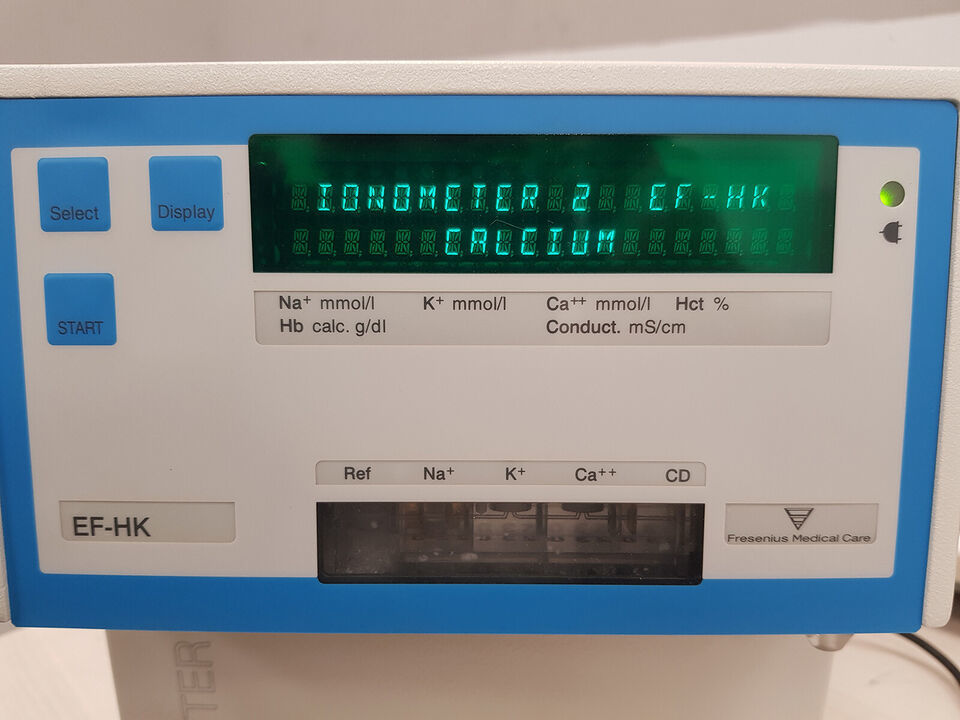 Select
Display
START
IONOMETER 2 EF-HK
CALCIUM
Na⁺ mmol/l K⁺ mmol/l Ca⁺⁺ mmol/l Hct %
Hb calc. g/dl Conduct. mS/cm
Ref Na⁺ K⁺ Ca⁺⁺ CD
EF-HK
Fresenius Medical Care